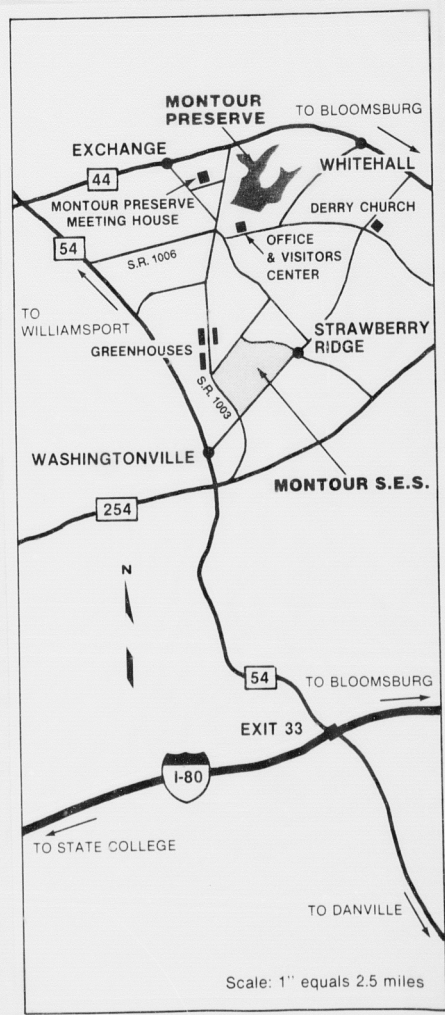 MONTOUR
PRESERVE
TO BLOOMSBURG
EXCHANGE
WHITEHALL
44
MONTOUR PRESERVE
MEETING HOUSE
DERRY CHURCH
OFFICE
& VISITORS
CENTER
54
S.R. 1006
TO
WILLIAMSPORT
STRAWBERRY
RIDGE
GREENHOUSES
S.R. 1003
WASHINGTONVILLE
MONTOUR S.E.S.
254
N
54
TO BLOOMSBURG
EXIT 33
I-80
TO STATE COLLEGE
TO DANVILLE
Scale: 1" equals 2.5 miles